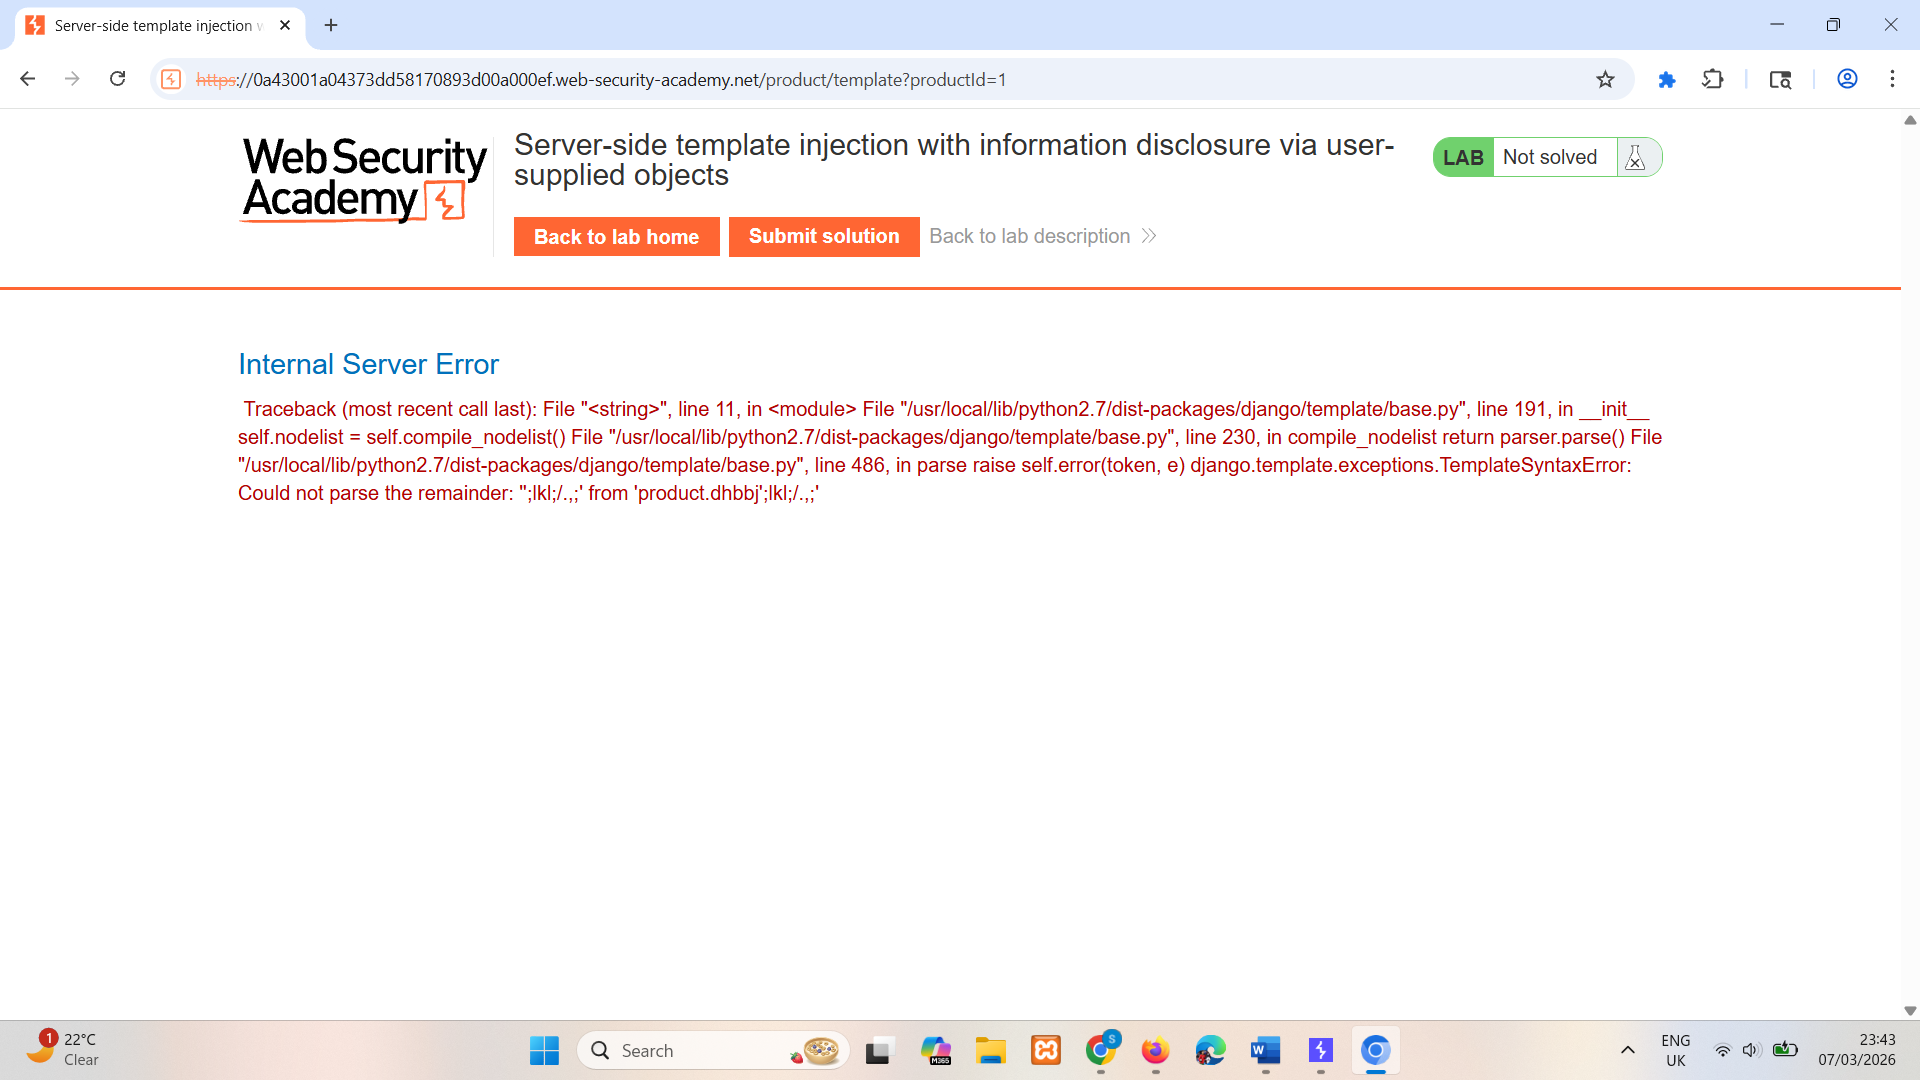 Server-side template injection w
https://0a43001a04373dd58170893d00a000ef.web-security-academy.net/product/template?productId=1
Web Security
Academy
Server-side template injection with information disclosure via user-
supplied objects
LAB Not solved
Back to lab home
Submit solution
Back to lab description
Internal Server Error
Traceback (most recent call last): File "<string>", line 11, in <module> File "/usr/local/lib/python2.7/dist-packages/django/template/base.py", line 191, in __init__
self.nodelist = self.compile_nodelist() File "/usr/local/lib/python2.7/dist-packages/django/template/base.py", line 230, in compile_nodelist return parser.parse() File
"/usr/local/lib/python2.7/dist-packages/django/template/base.py", line 486, in parse raise self.error(token, e) django.template.exceptions.TemplateSyntaxError:
Could not parse the remainder: '';lkl;/.,;' from 'product.dhbbj';lkl;/.,;'
1
22°C
Clear
Search
M365
S
W
ENG
UK
23:43
07/03/2026